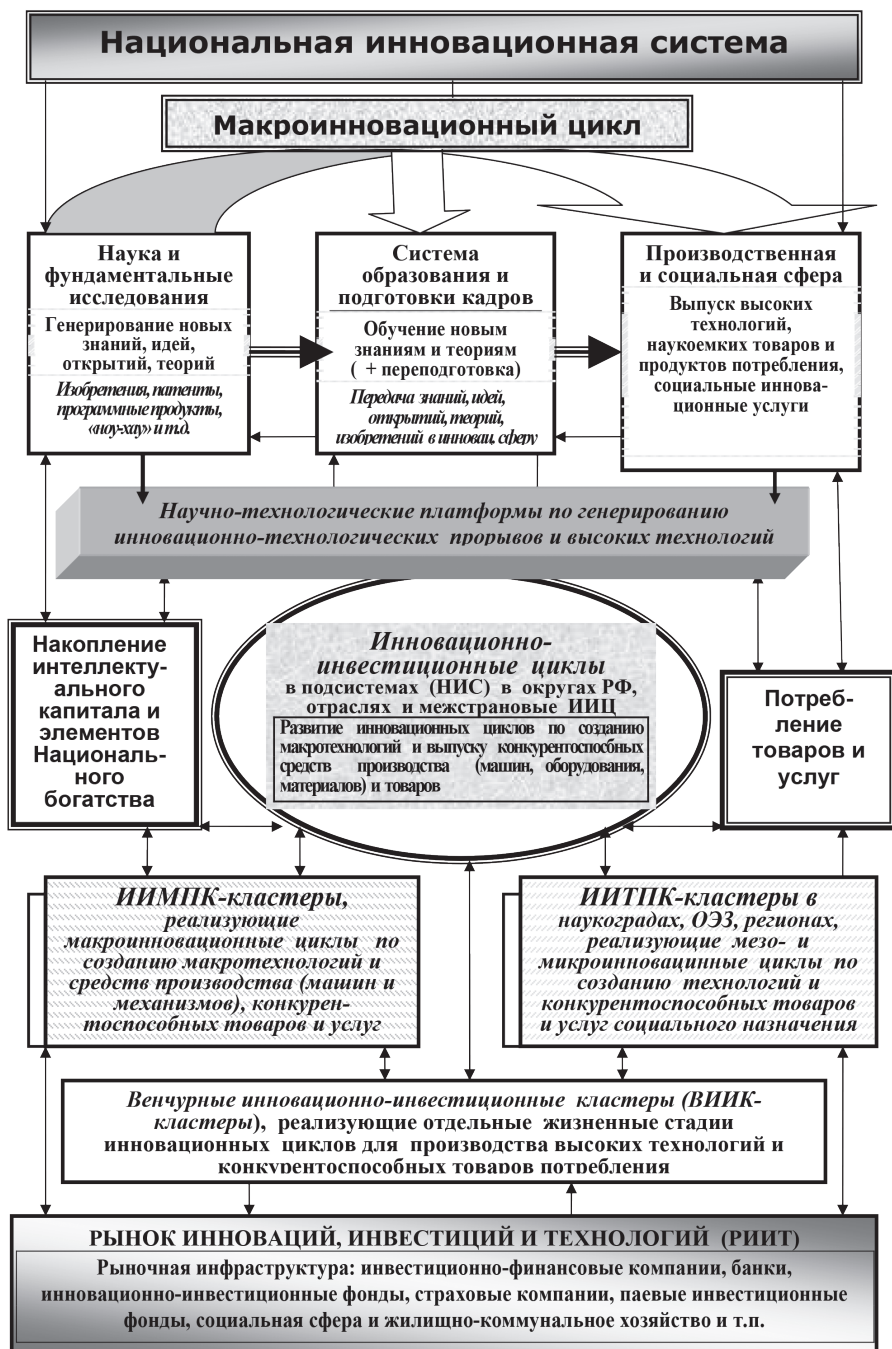 Национальная инновационная система
Макроинновационный цикл
Наука и
фундаментальные
исследования
Генерирование новых
знаний, идей,
открытий, теорий
Изобретения, патенты,
программные продукты,
«ноу-хау» и т.д.
Система
образования и
подготовки кадров
Обучение новым
знаниям и теориям
( + переподготовка)
Передача знаний, идей,
открытий, теорий,
изобретений в инновац. сферу
Производственная
и социальная сфера
Выпуск высоких
технологий,
наукоемких товаров и
продуктов потребления,
социальные иннова-
ционные услуги
Научно-технологические платформы по генерированию
инновационно-технологических прорывов и высоких технологий
Накопление
интеллекту-
ального
капитала и
элементов
Националь-
ного
богатства
Инновационно-
инвестиционные циклы
в подсистемах (НИС) в округах РФ,
отраслях и межстрановые ИИЦ
Развитие инновационных циклов по созданию
макротехнологий и выпуску конкурентоспосбных
средств производства (машин, оборудования,
материалов) и товаров
Потреб-
ление
товаров и
услуг
ИИМПК-кластеры,
реализующие
макроинновационные циклы по
созданию макротехнологий и
средств производства (машин и
механизмов), конкурен-
тоспособных товаров и услуг
ИИТПК-кластеры в
наукоградах, ОЭЗ, регионах,
реализующие мезо- и
микроинновацинные циклы по
созданию технологий и
конкурентоспособных товаров
и услуг социального назначения
Венчурные инновационно-инвестиционные кластеры (ВИИК-
кластеры), реализующие отдельные жизненные стадии
инновационных циклов для производства высоких технологий и
конкурентоспособных товаров потребления
РЫНОК ИННОВАЦИЙ, ИНВЕСТИЦИЙ И ТЕХНОЛОГИЙ (РИИТ)
Рыночная инфраструктура: инвестиционно-финансовые компании, банки,
инновационно-инвестиционные фонды, страховые компании, паевые инвестиционные
фонды, социальная сфера и жилищно-коммунальное хозяйство и т.п.